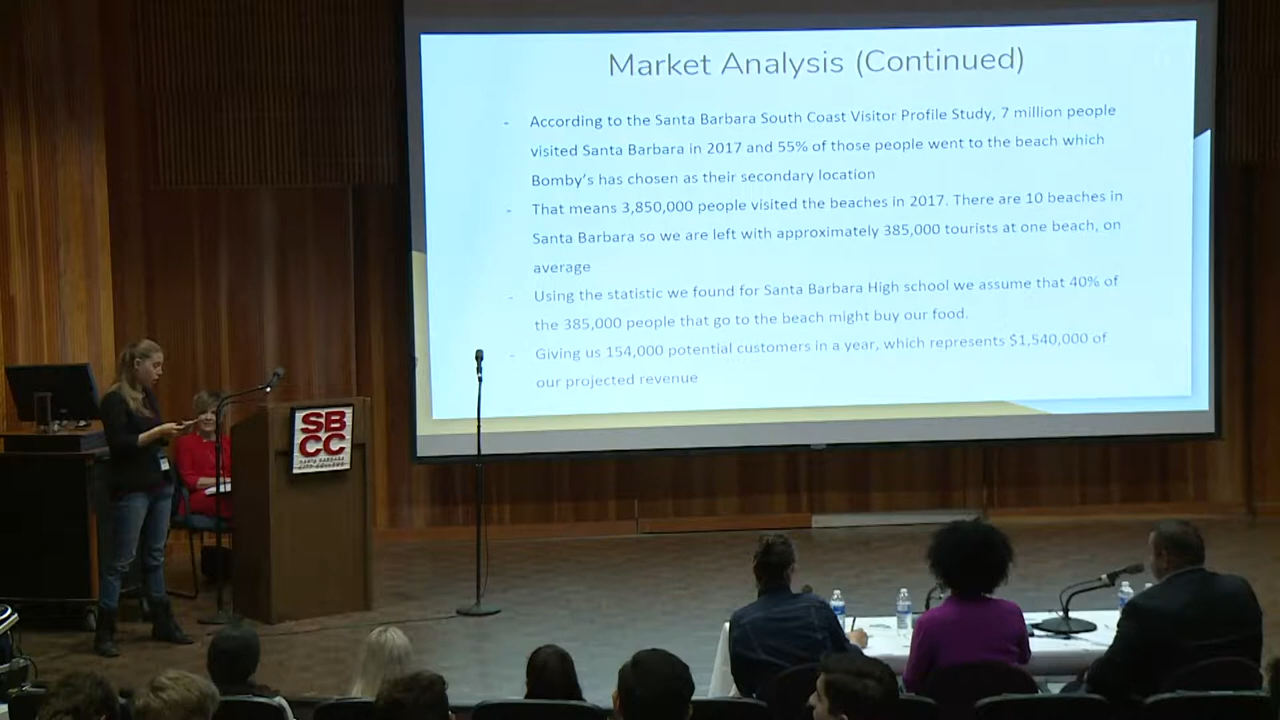 Market Analysis (Continued)
- According to the Santa Barbara South Coast Visitor Profile Study, 7 million people
visited Santa Barbara in 2017 and 55% of those people went to the beach which
Bomby's has chosen as their secondary location
- That means 3,850,000 people visited the beaches in 2017. There are 10 beaches in
Santa Barbara so we are left with approximately 385,000 tourists at one beach, on
average
- Using the statistic we found for Santa Barbara High school we assume that 40% of
the 385,000 people that go to the beach might buy our food.
- Giving us 154,000 potential customers in a year, which represents $1,540,000 of
our projected revenue
SB
CC
SANTA BARBARA
CITY COLLEGE